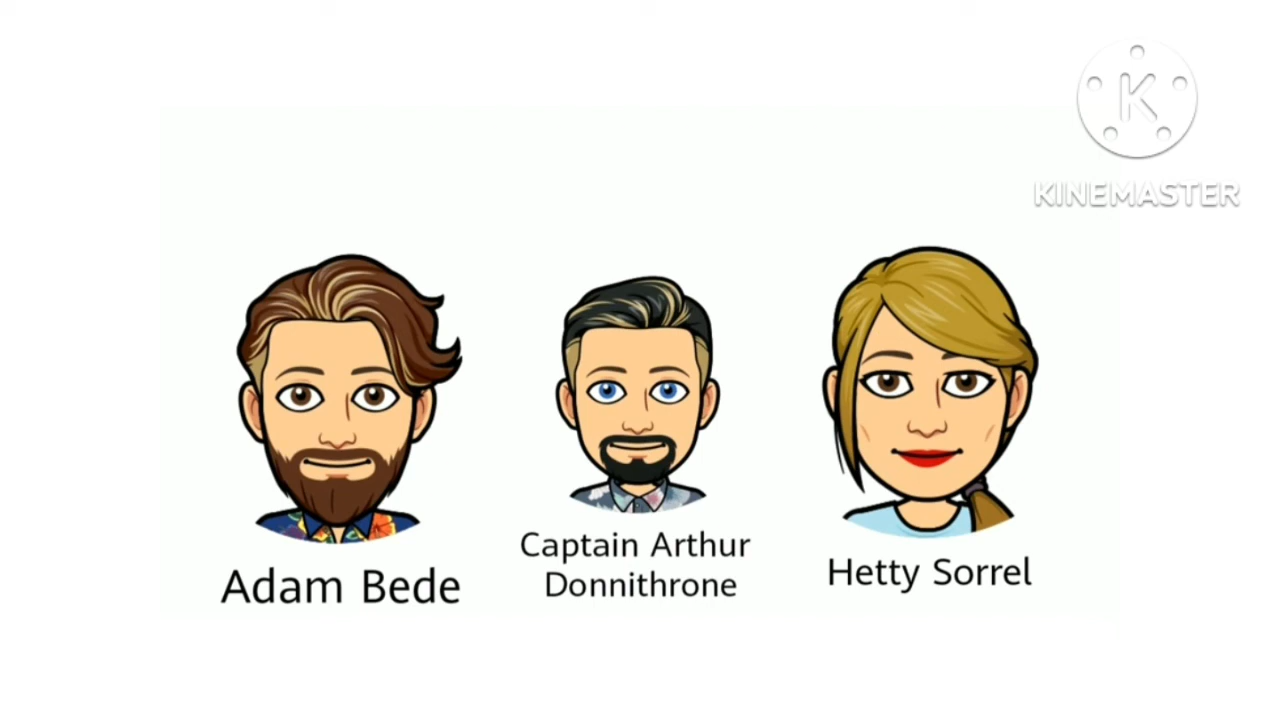 K
KINEMASTER
Adam Bede
Captain Arthur
Donnithrone
Hetty Sorrel